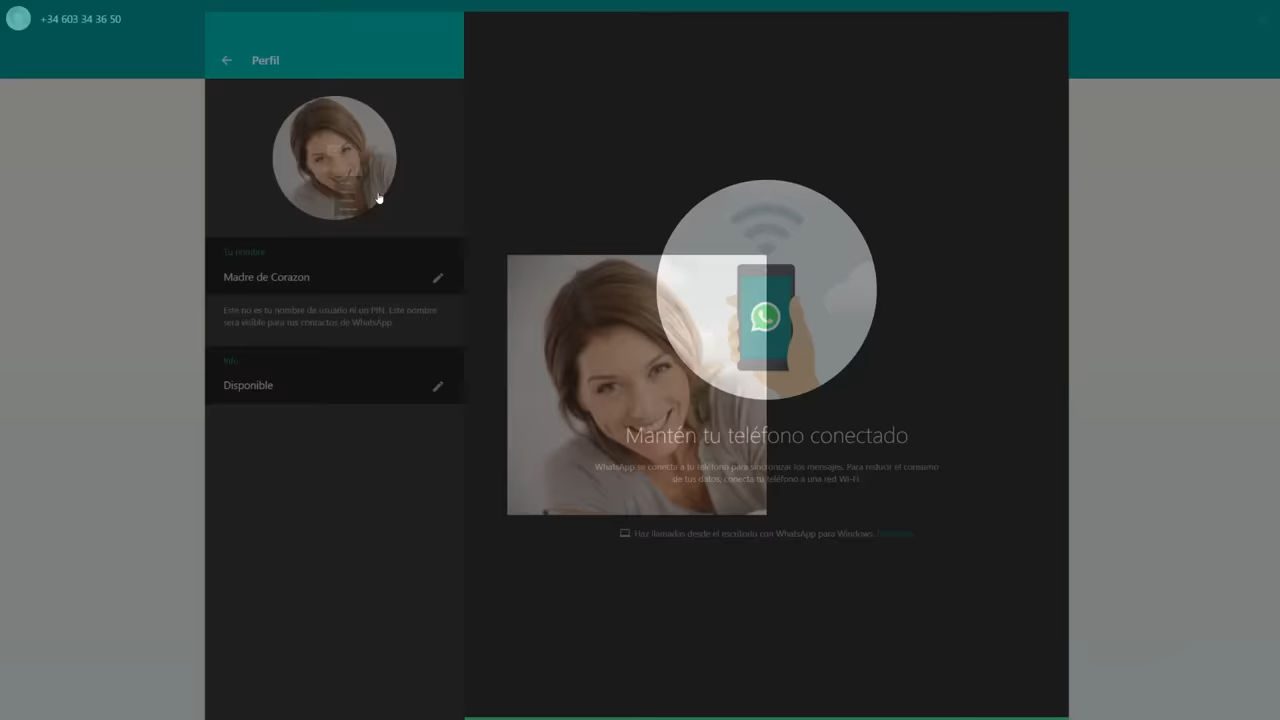 +34 603 34 36 50
Perfil
Tu nombre
Madre de Corazon
Este no es tu nombre de usuario ni un PIN. Este nombre
será visible para tus contactos de WhatsApp.
Info.
Disponible
Mantén tu teléfono conectado
WhatsApp se conecta a tu teléfono para sincronizar los mensajes. Para reducir el consumo
de tus datos, conecta tu teléfono a una red Wi-Fi.
Haz llamadas desde el escritorio con WhatsApp para Windows.